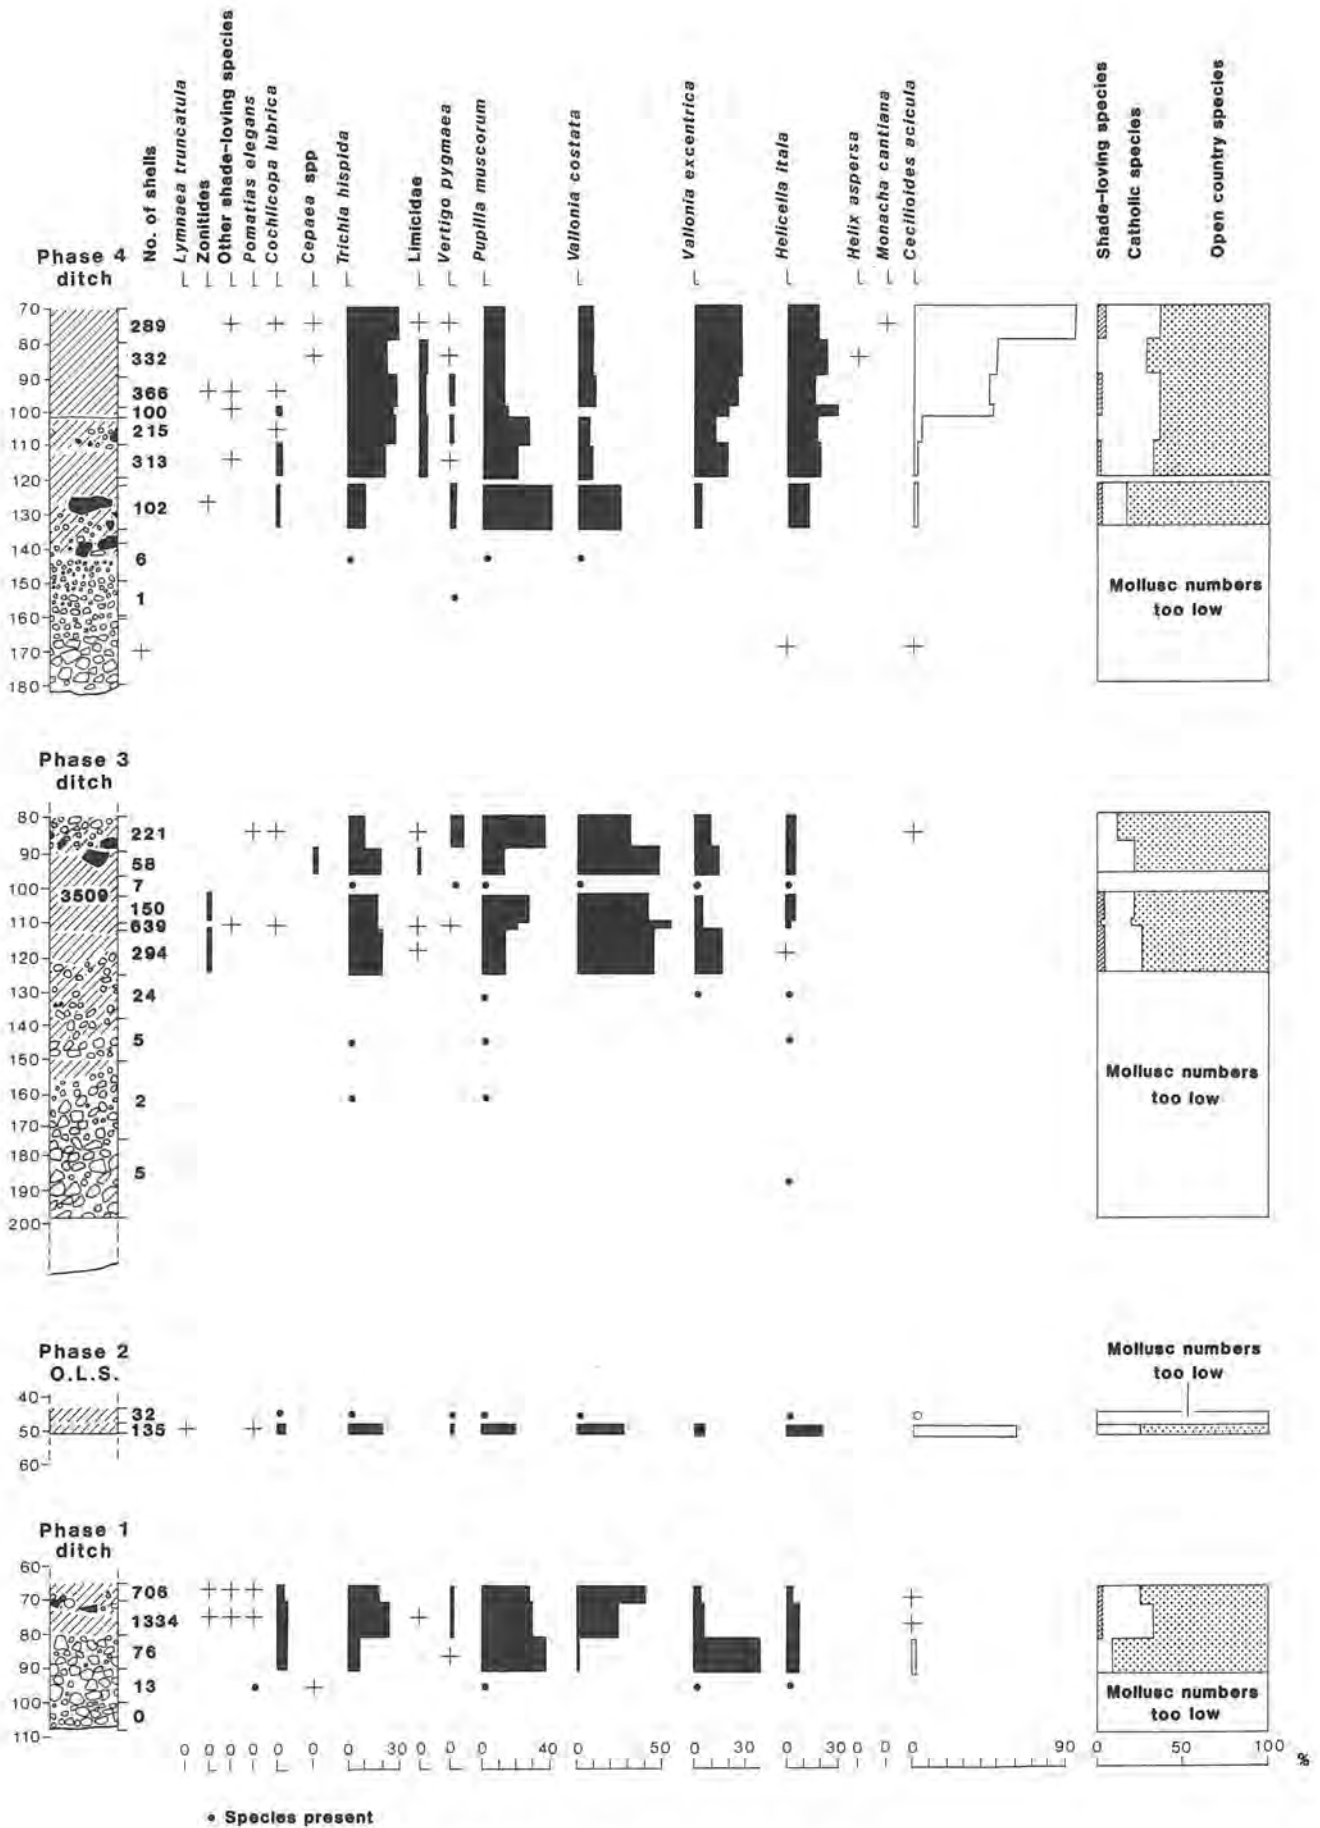 No. of shells
Lymnaea truncatula
Zonitides
Other shade-loving species
Pomatias elegans
Cochlicopa lubrica
Cepaea spp
Trichia hispida
Limicidae
Vertigo pygmaea
Pupilla muscorum
Vallonia costata
Vallonia excentrica
Helicella itala
Helix aspersa
Monacha cantiana
Cecilioides acicula
Shade-loving species
Catholic species
Open country species
Phase 4
ditch
70
289
80
332
90
366
100
100
215
110
313
120
102
130
140
6
150
1
160
170
180
Mollusc numbers
too low
Phase 3
ditch
80
221
90
58
7
100
3509
150
110
639
294
120
130
24
140
5
150
160
2
170
180
5
190
200
Mollusc numbers
too low
Phase 2
O.L.S.
Mollusc numbers
too low
40
32
50
135
60
Phase 1
ditch
60
706
70
1334
80
76
90
13
100
0
110
Mollusc numbers
too low
0 0 0 0 0 0 0 30 0 0 0 40 0 50 0 30 0 0 0 0 90 0 50 100 %
• Species present